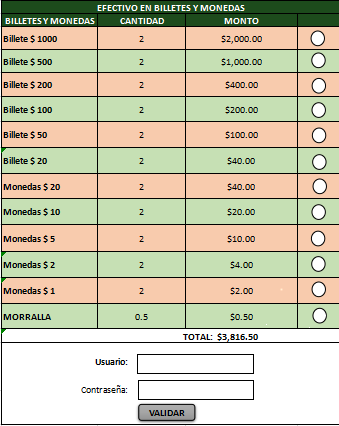 EFECTIVO EN BILLETES Y MONEDAS
BILLETES Y MONEDAS CANTIDAD MONTO
Billete $ 1000 2 $2,000.00
Billete $ 500 2 $1,000.00
Billete $ 200 2 $400.00
Billete $ 100 2 $200.00
Billete $ 50 2 $100.00
Billete $ 20 2 $40.00
Monedas $ 20 2 $40.00
Monedas $ 10 2 $20.00
Monedas $ 5 2 $10.00
Monedas $ 2 2 $4.00
Monedas $ 1 2 $2.00
MORRALLA 0.5 $0.50
TOTAL: $3,816.50
Usuario:
Contraseña:
VALIDAR